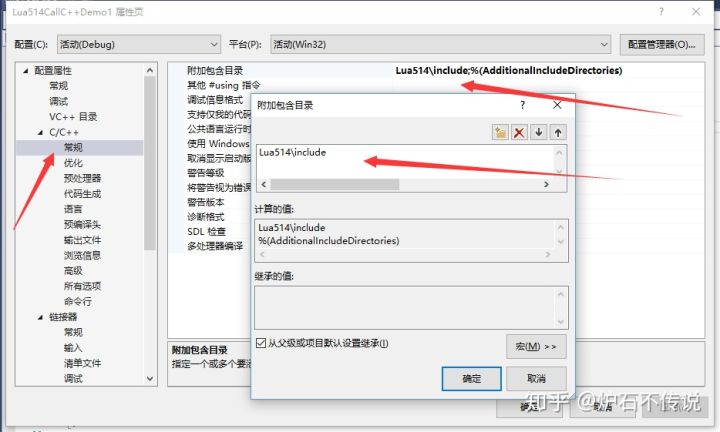 Lua514CallC++Demo1 属性页
配置(C): 活动(Debug) 平台(P): 活动(Win32) 配置管理器(O)...
配置属性
常规
调试
VC++ 目录
C/C++
常规
优化
预处理器
代码生成
语言
预编译头
输出文件
浏览信息
高级
所有选项
命令行
链接器
常规
输入
清单文件
调试
附加包含目录 Lua514\include;%(AdditionalIncludeDirectories)
其他 #using 指令
调试信息格式
支持仅我的代码
公共语言运行时
使用 Windows
取消显示启动版
警告等级
将警告视为错误
警告版本
诊断格式
SDL 检查
多处理器编译
附加包含目录
指定一个或多个要
附加包含目录
Lua514\include
计算的值:
Lua514\include
%(AdditionalIncludeDirectories)
继承的值:
从父级或项目默认设置继承(I)
宏(M) >>
确定 取消
确定 取消
知乎 @炉石不传说